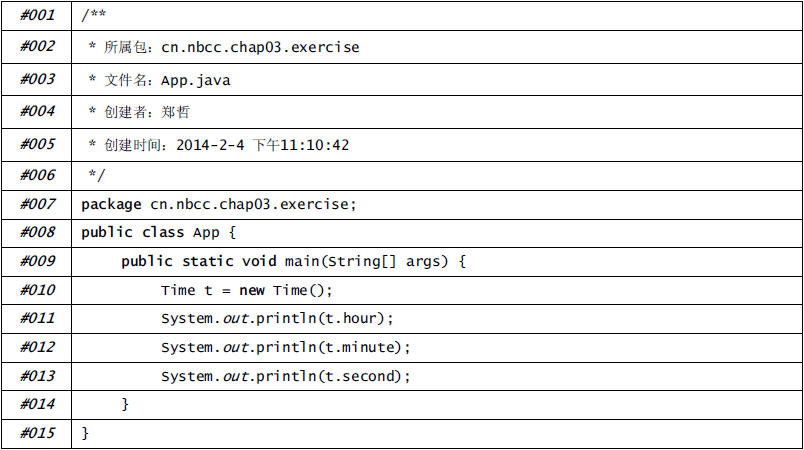 #001 /**
#002 * 所属包：cn.nbcc.chap03.exercise
#003 * 文件名：App.java
#004 * 创建者：郑哲
#005 * 创建时间：2014-2-4 下午11:10:42
#006 */
#007 package cn.nbcc.chap03.exercise;
#008 public class App {
#009 public static void main(String[] args) {
#010 Time t = new Time();
#011 System.out.println(t.hour);
#012 System.out.println(t.minute);
#013 System.out.println(t.second);
#014 }
#015 }